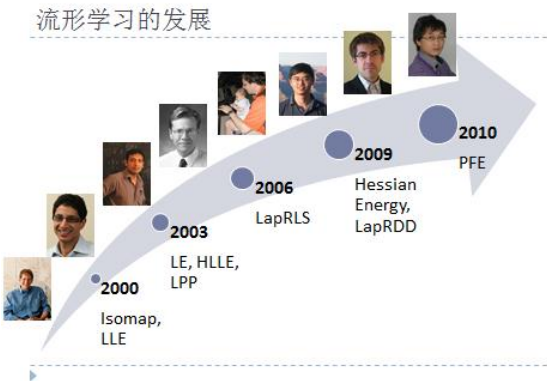 流形学习的发展
2010
PFE
2009
Hessian
Energy,
LapRDD
2006
LapRLS
2003
LE, HLLE,
LPP
2000
Isomap,
LLE